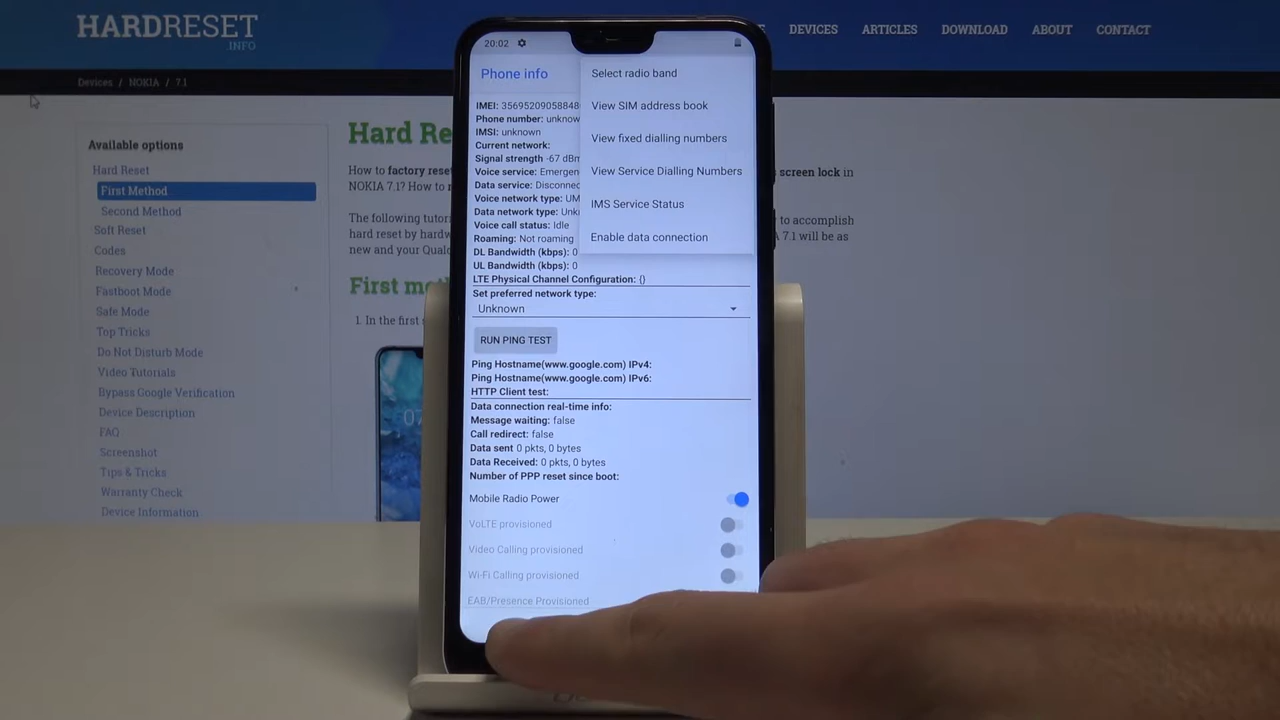 HARDRESET
.INFO
DEVICES
ARTICLES
DOWNLOAD
ABOUT
CONTACT
Devices / NOKIA / 7.1
Available options
Hard Reset
First Method
Second Method
Soft Reset
Codes
Recovery Mode
Fastboot Mode
Safe Mode
Top Tricks
Do Not Disturb Mode
Video Tutorials
Bypass Google Verification
Device Description
FAQ
Screenshot
Tips & Tricks
Warranty Check
Device Information
Hard Re
How to factory rese
NOKIA 7.1? How to
The following tutori
hard reset by hardw
new and your Qualc
First met
1. In the first s
screen lock in
to accomplish
A 7.1 will be as
20:02
Phone info
Select radio band
View SIM address book
View fixed dialling numbers
View Service Dialling Numbers
IMS Service Status
Enable data connection
IMEI: 35695209058848
Phone number: unknow
IMSI: unknown
Current network:
Signal strength -67 dBm
Voice service: Emergen
Data service: Disconnec
Voice network type: UM
Data network type: Unk
Voice call status: Idle
Roaming: Not roaming
DL Bandwidth (kbps): 0
UL Bandwidth (kbps): 0
LTE Physical Channel Configuration: {}
Set preferred network type:
Unknown
RUN PING TEST
Ping Hostname(www.google.com) IPv4:
Ping Hostname(www.google.com) IPv6:
HTTP Client test:
Data connection real-time info:
Message waiting: false
Call redirect: false
Data sent 0 pkts, 0 bytes
Data Received: 0 pkts, 0 bytes
Number of PPP reset since boot:
Mobile Radio Power
VoLTE provisioned
Video Calling provisioned
Wi-Fi Calling provisioned
EAB/Presence Provisioned